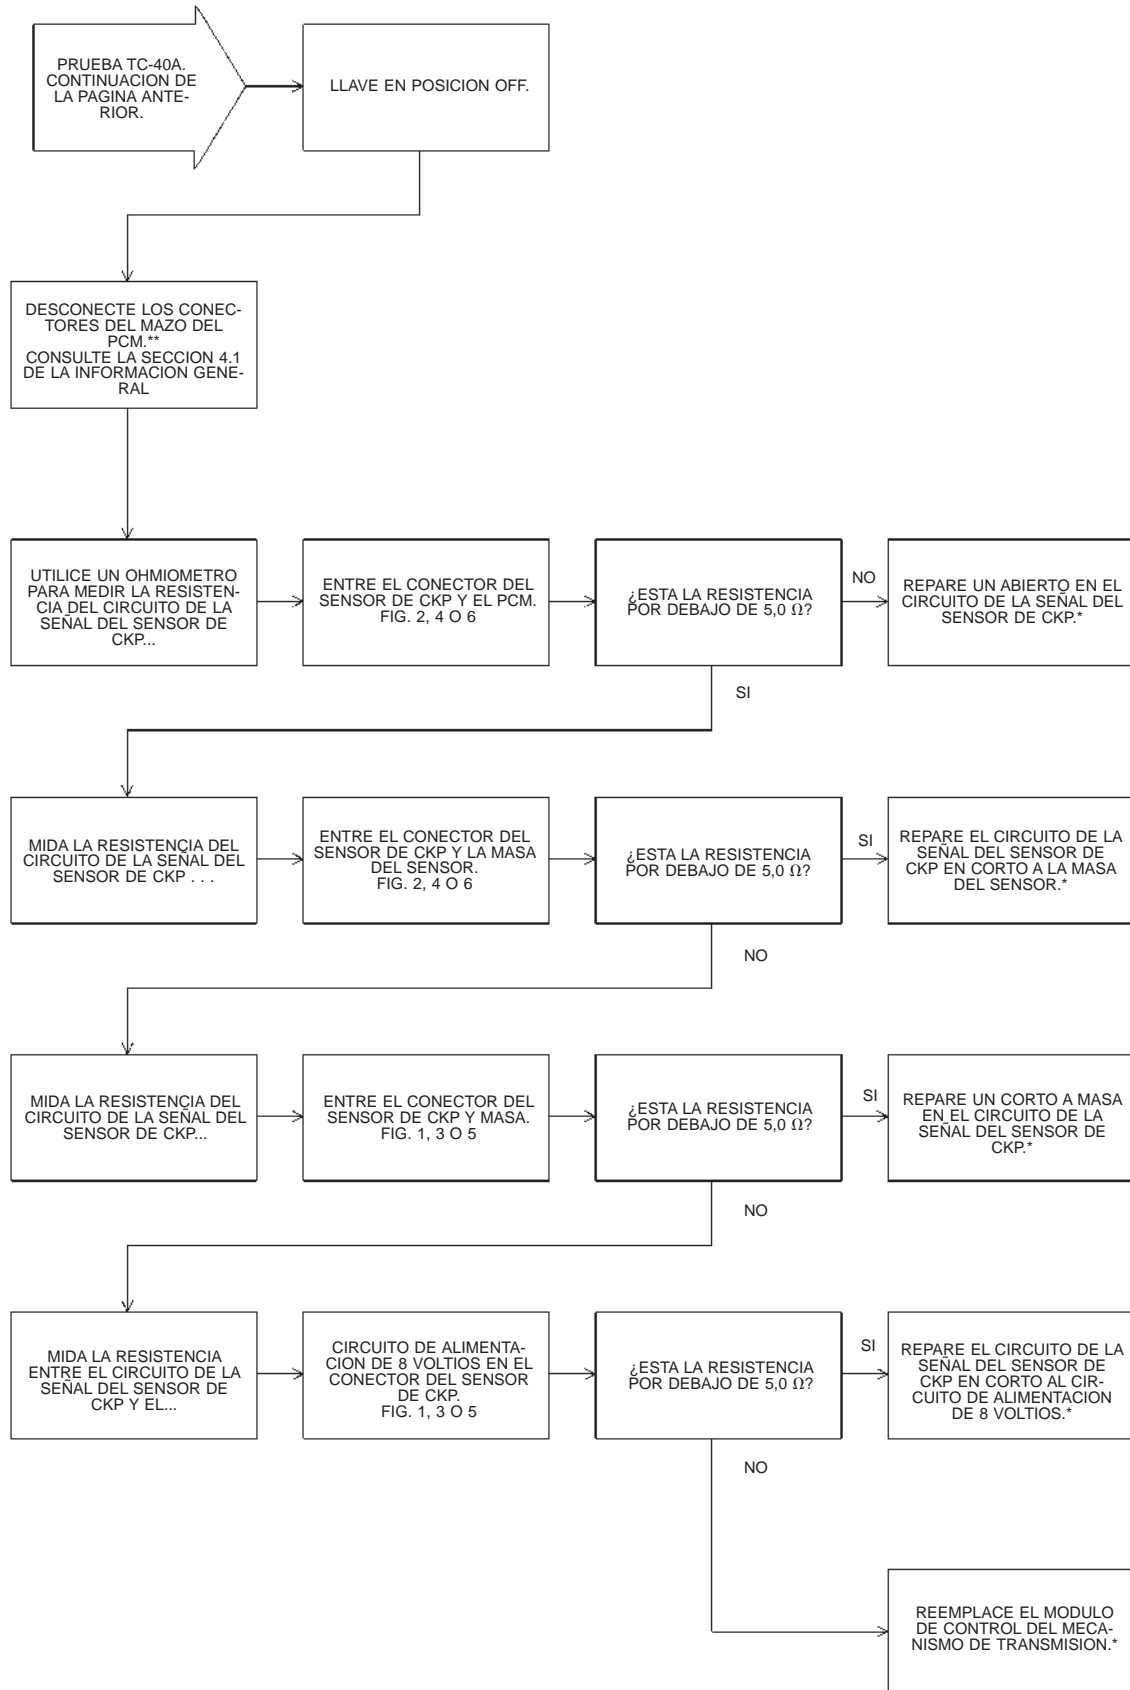 PRUEBA TC-40A.
CONTINUACION DE
LA PAGINA ANTE-
RIOR.
LLAVE EN POSICION OFF.
DESCONECTE LOS CONEC-
TORES DEL MAZO DEL
PCM.**
CONSULTE LA SECCION 4.1
DE LA INFORMACION GENE-
RAL
UTILICE UN OHMIOMETRO
PARA MEDIR LA RESISTEN-
CIA DEL CIRCUITO DE LA
SEÑAL DEL SENSOR DE
CKP...
ENTRE EL CONECTOR DEL
SENSOR DE CKP Y EL PCM.
FIG. 2, 4 O 6
¿ESTA LA RESISTENCIA
POR DEBAJO DE 5,0 Ω?
NO
REPARE UN ABIERTO EN EL
CIRCUITO DE LA SEÑAL DEL
SENSOR DE CKP.*
SI
MIDA LA RESISTENCIA DEL
CIRCUITO DE LA SEÑAL DEL
SENSOR DE CKP . . .
ENTRE EL CONECTOR DEL
SENSOR DE CKP Y LA MASA
DEL SENSOR.
FIG. 2, 4 O 6
¿ESTA LA RESISTENCIA
POR DEBAJO DE 5,0 Ω?
SI
REPARE EL CIRCUITO DE LA
SEÑAL DEL SENSOR DE
CKP EN CORTO A LA MASA
DEL SENSOR.*
NO
MIDA LA RESISTENCIA DEL
CIRCUITO DE LA SEÑAL DEL
SENSOR DE CKP...
ENTRE EL CONECTOR DEL
SENSOR DE CKP Y MASA.
FIG. 1, 3 O 5
¿ESTA LA RESISTENCIA
POR DEBAJO DE 5,0 Ω?
SI
REPARE UN CORTO A MASA
EN EL CIRCUITO DE LA
SEÑAL DEL SENSOR DE
CKP.*
NO
MIDA LA RESISTENCIA
ENTRE EL CIRCUITO DE LA
SEÑAL DEL SENSOR DE
CKP Y EL...
CIRCUITO DE ALIMENTA-
CION DE 8 VOLTIOS EN EL
CONECTOR DEL SENSOR
DE CKP.
FIG. 1, 3 O 5
¿ESTA LA RESISTENCIA
POR DEBAJO DE 5,0 Ω?
SI
REPARE EL CIRCUITO DE LA
SEÑAL DEL SENSOR DE
CKP EN CORTO AL CIR-
CUITO DE ALIMENTACION
DE 8 VOLTIOS.*
NO
REEMPLACE EL MODULO
DE CONTROL DEL MECA-
NISMO DE TRANSMISION.*